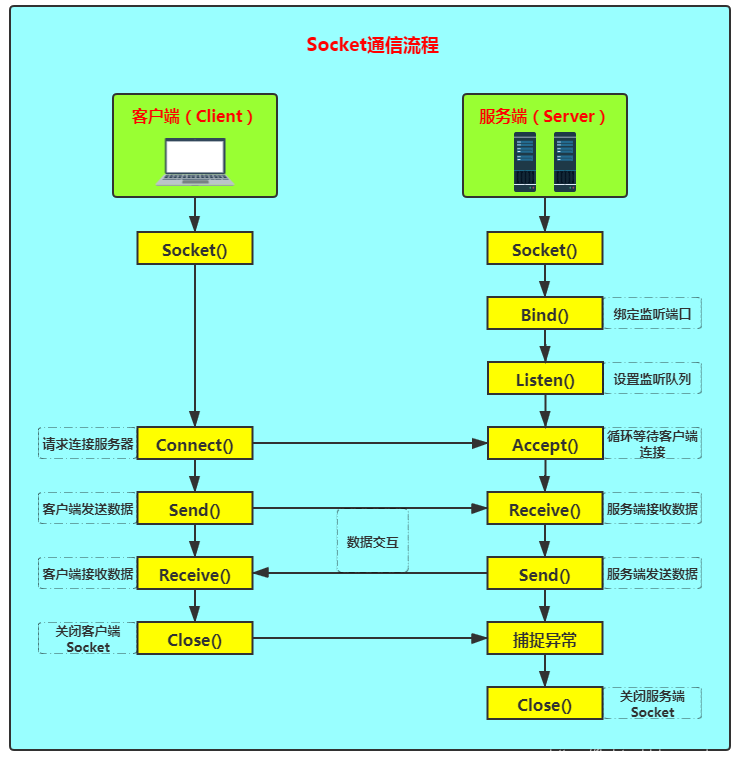 Socket通信流程
客户端（Client）
服务端（Server）
Socket()
Socket()
Bind()
绑定监听端口
Listen()
设置监听队列
请求连接服务器
Connect()
Accept()
循环等待客户端
连接
客户端发送数据
Send()
Receive()
服务端接收数据
数据交互
客户端接收数据
Receive()
Send()
服务端发送数据
关闭客户端
Socket
Close()
捕捉异常
Close()
关闭服务端
Socket